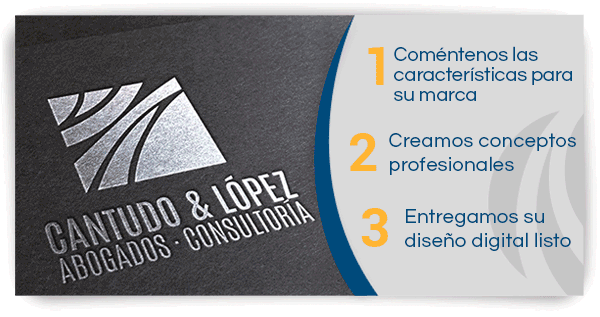 CANTUDO & LÓPEZ
ABOGADOS · CONSULTORÍA
1 Coméntenos las
características para
su marca
2 Creamos conceptos
profesionales
3 Entregamos su
diseño digital listo